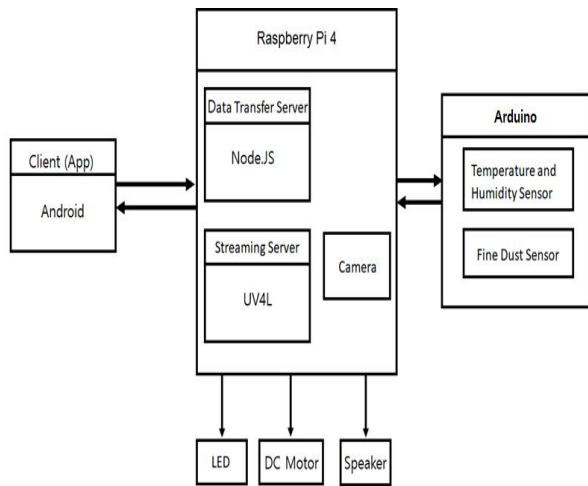 Raspberry Pi 4
Data Transfer Server
Node.JS
Streaming Server
UV4L
Camera
Client (App)
Android
Arduino
Temperature and
Humidity Sensor
Fine Dust Sensor
LED
DC Motor
Speaker